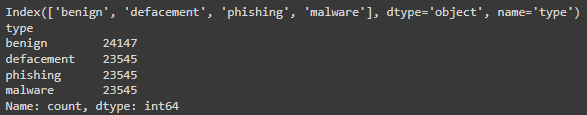 Index(['benign', 'defacement', 'phishing', 'malware'], dtype='object', name='type')
type
benign        24147
defacement    23545
phishing      23545
malware       23545
Name: count, dtype: int64